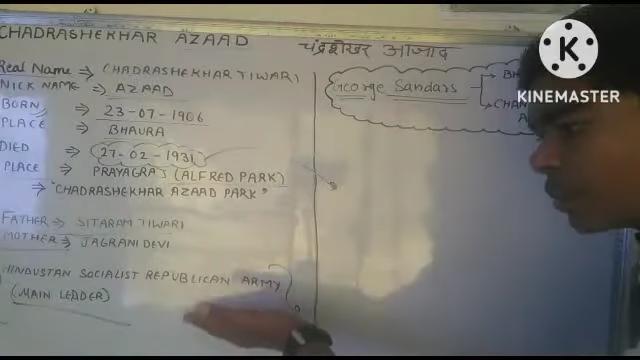 CHADRASHEKHAR AZAAD
चंद्रशेखर आजाद
Real Name → CHADRASHEKHAR TIWARI
NICK NAME → AZAAD
BORN → 23-07-1906
PLACE → BHAURA
DIED → 27-02-1931
PLACE → PRAYAGRAJ (ALFRED PARK)
→ "CHADRASHEKHAR AZAAD PARK"
FATHER → SITARAM TIWARI
MOTHER → JAGRANI DEVI
HINDUSTAN SOCIALIST REPUBLICAN ARMY
(MAIN LEADER)
George Sandars
K
KINEMASTER